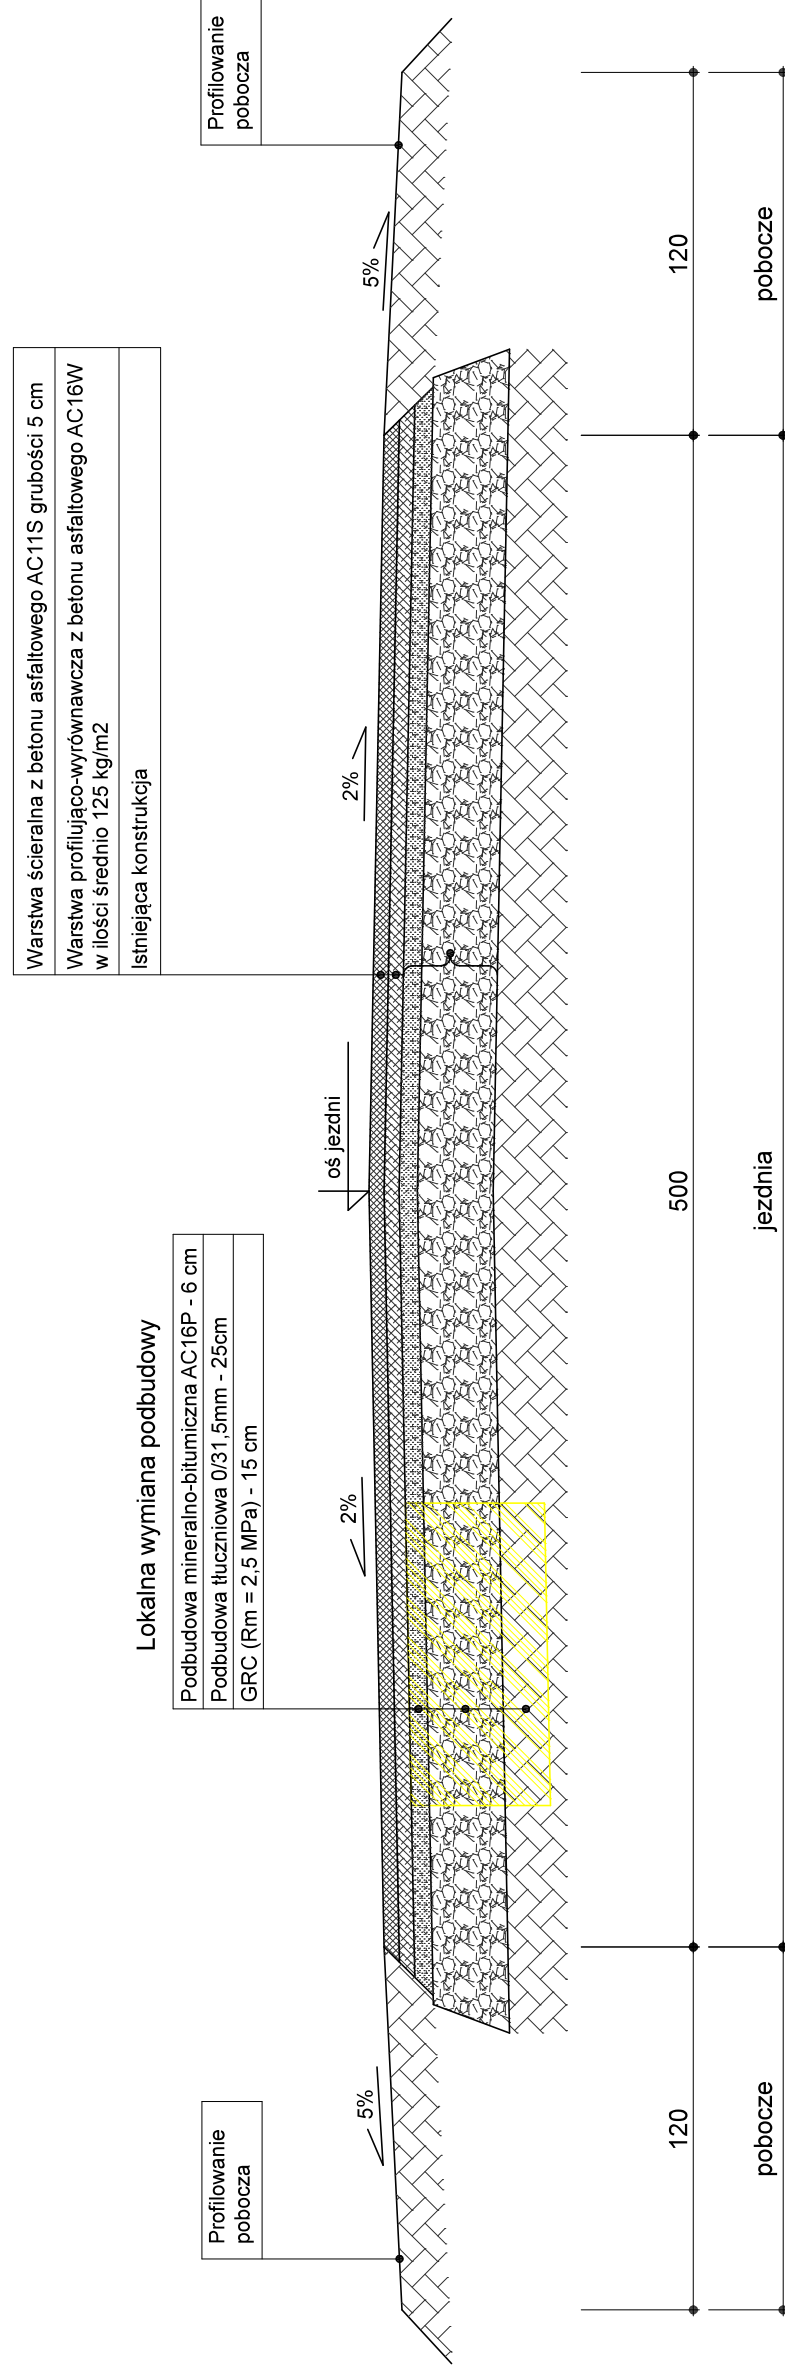 Warstwa ścieralna z betonu asfaltowego AC11S grubości 5 cm
Warstwa profilująco-wyrównawcza z betonu asfaltowego AC16W
w ilości średnio 125 kg/m2
Istniejąca konstrukcja
Lokalna wymiana podbudowy
Podbudowa mineralno-bitumiczna AC16P - 6 cm
Podbudowa tłuczniowa 0/31,5mm - 25cm
GRC (Rm = 2,5 MPa) - 15 cm
Profilowanie
pobocza
Profilowanie
pobocza
oś jezdni
5%
2%
2%
5%
120
500
120
pobocze
jezdnia
pobocze